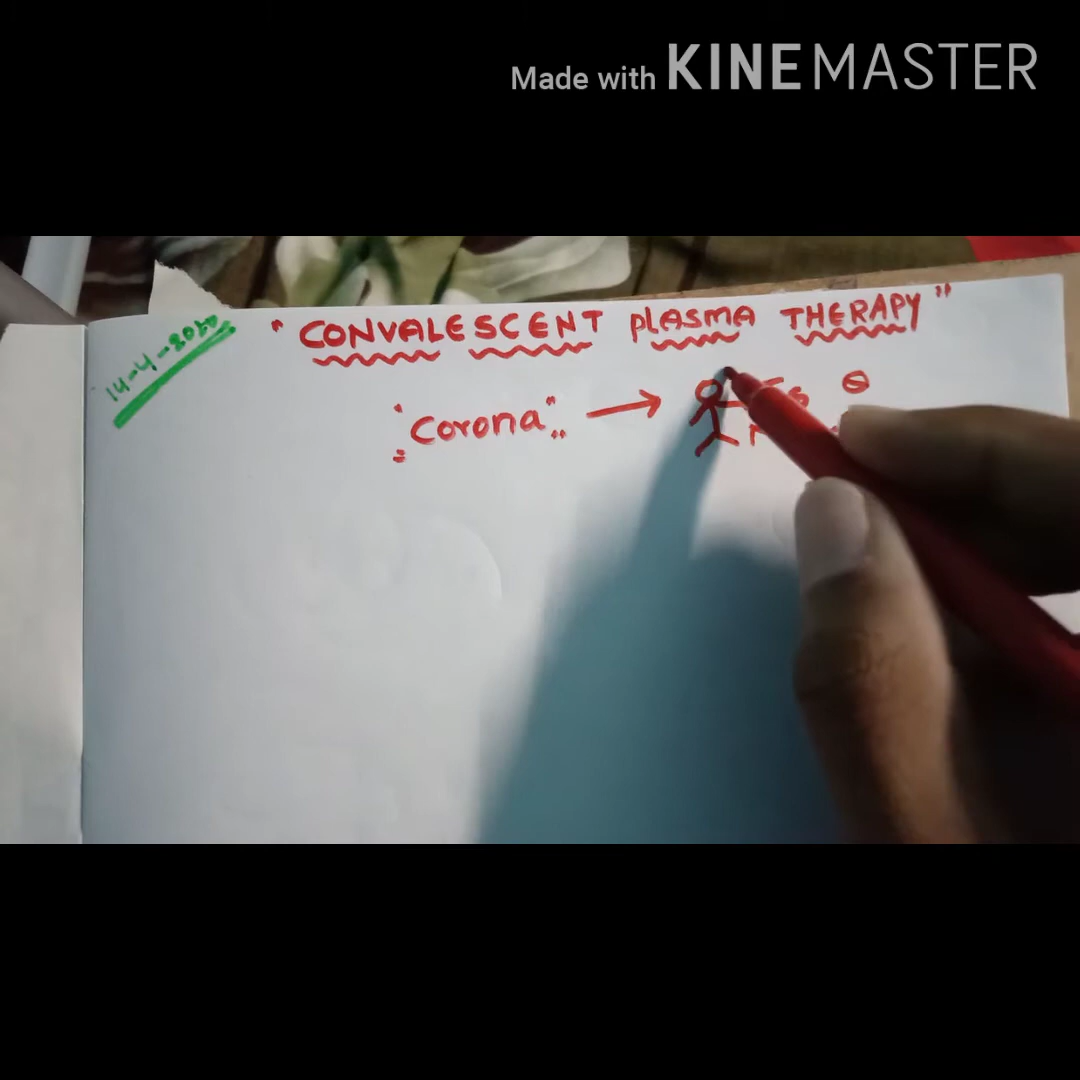 Made with KINEMASTER
14-4-2020
"CONVALESCENT PLASMA THERAPY"
"Corona" →